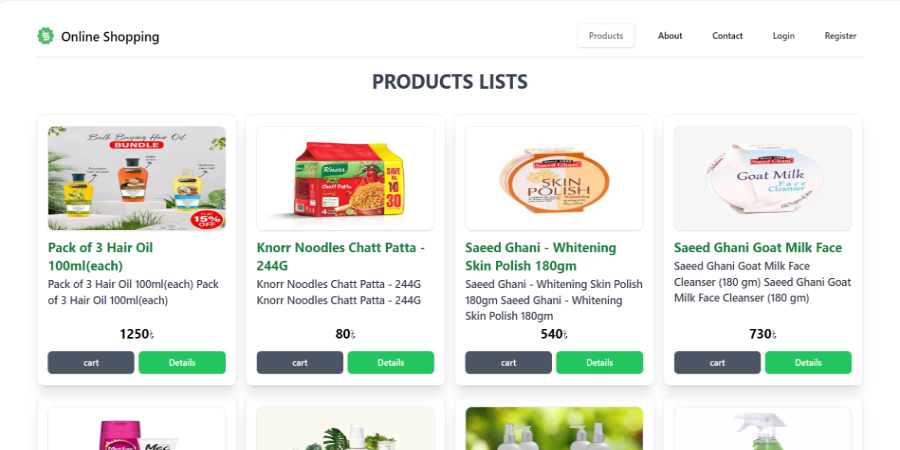 Online Shopping
Products
About
Contact
Login
Register
PRODUCTS LISTS
Bulk Buying Hair Oil
BUNDLE
15%
OFF
Knorr
Chatt Patta
SAVE
30
Since 1888
Saeed Ghani
SKIN
POLISH
Saeed Ghani
Goat Milk
Face
Cleanser
Pack of 3 Hair Oil
100ml(each)
Pack of 3 Hair Oil 100ml(each) Pack
of 3 Hair Oil 100ml(each)
1250৳
cart
Details
Knorr Noodles Chatt Patta -
244G
Knorr Noodles Chatt Patta - 244G
Knorr Noodles Chatt Patta - 244G
80৳
cart
Details
Saeed Ghani - Whitening
Skin Polish 180gm
Saeed Ghani - Whitening Skin Polish
180gm Saeed Ghani - Whitening
Skin Polish 180gm
540৳
cart
Details
Saeed Ghani Goat Milk Face
Saeed Ghani Goat Milk Face
Cleanser (180 gm) Saeed Ghani Goat
Milk Face Cleanser (180 gm)
730৳
cart
Details